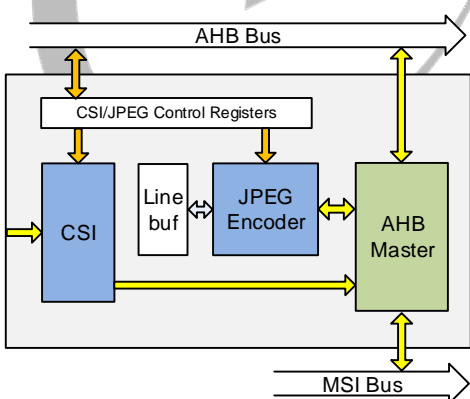 AHB Bus
CSI/JPEG Control Registers
CSI
Line
buf
JPEG
Encoder
AHB
Master
MSI Bus